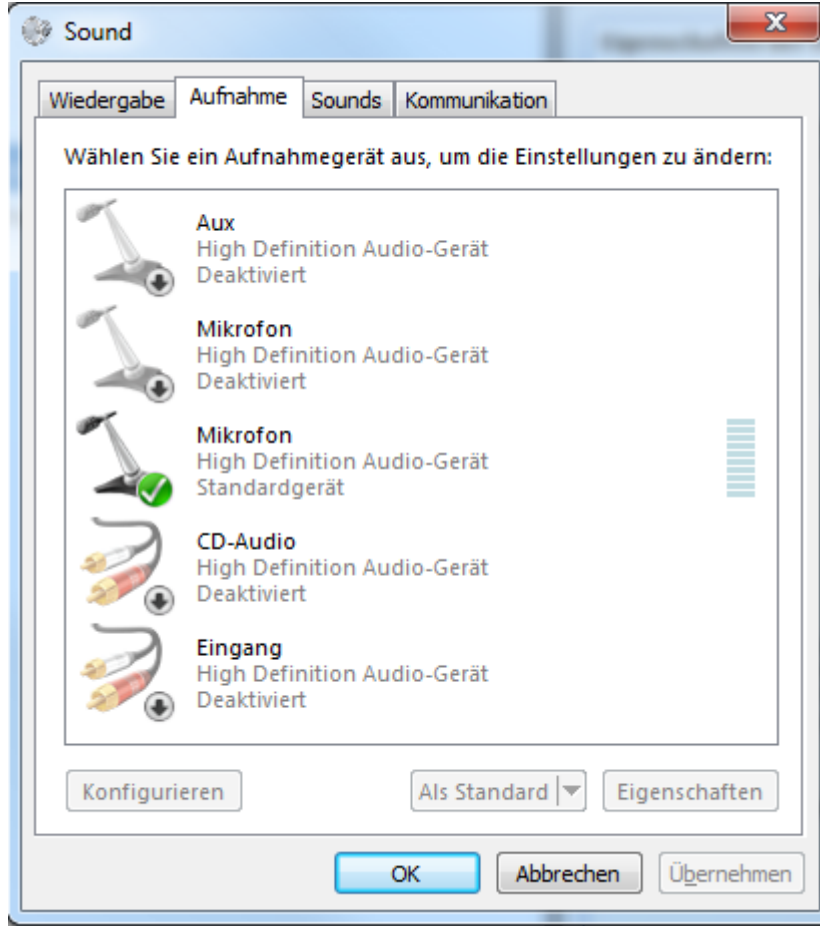 Sound
Wiedergabe Aufnahme Sounds Kommunikation
Wählen Sie ein Aufnahmegerät aus, um die Einstellungen zu ändern:
Aux
High Definition Audio-Gerät
Deaktiviert
Mikrofon
High Definition Audio-Gerät
Deaktiviert
Mikrofon
High Definition Audio-Gerät
Standardgerät
CD-Audio
High Definition Audio-Gerät
Deaktiviert
Eingang
High Definition Audio-Gerät
Deaktiviert
Konfigurieren Als Standard Eigenschaften
OK Abbrechen Übernehmen